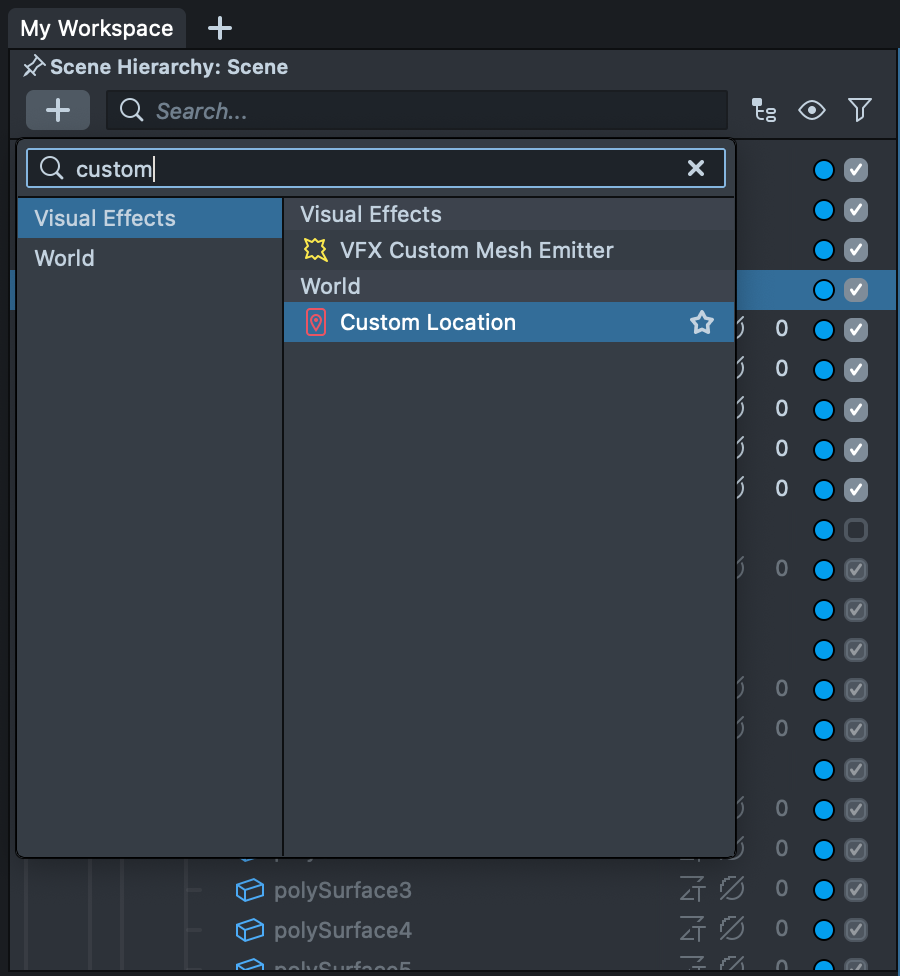 My Workspace
Scene Hierarchy: Scene
Search...
custom
Visual Effects
World
Visual Effects
VFX Custom Mesh Emitter
World
Custom Location
0
0
0
0
0
0
0
0
0
0
polySurface3 0
polySurface4 0
polySurface5 0